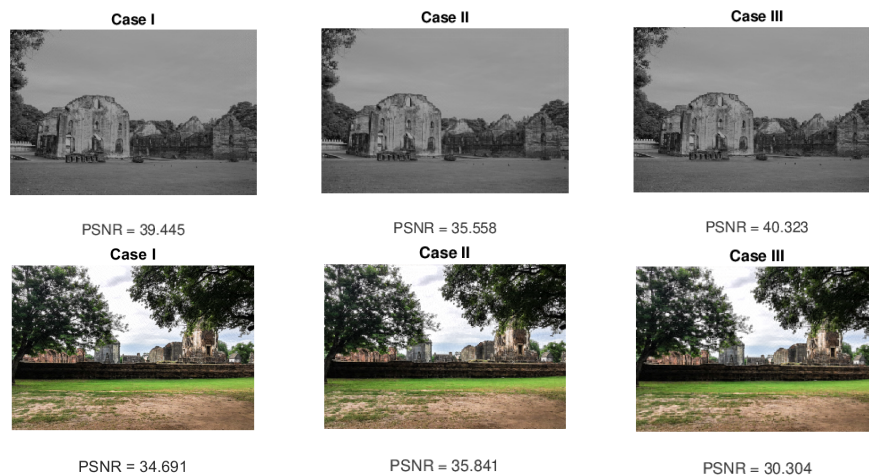 Case I
Case II
Case III
PSNR = 39.445
PSNR = 35.558
PSNR = 40.323
Case I
Case II
Case III
PSNR = 34.691
PSNR = 35.841
PSNR = 30.304